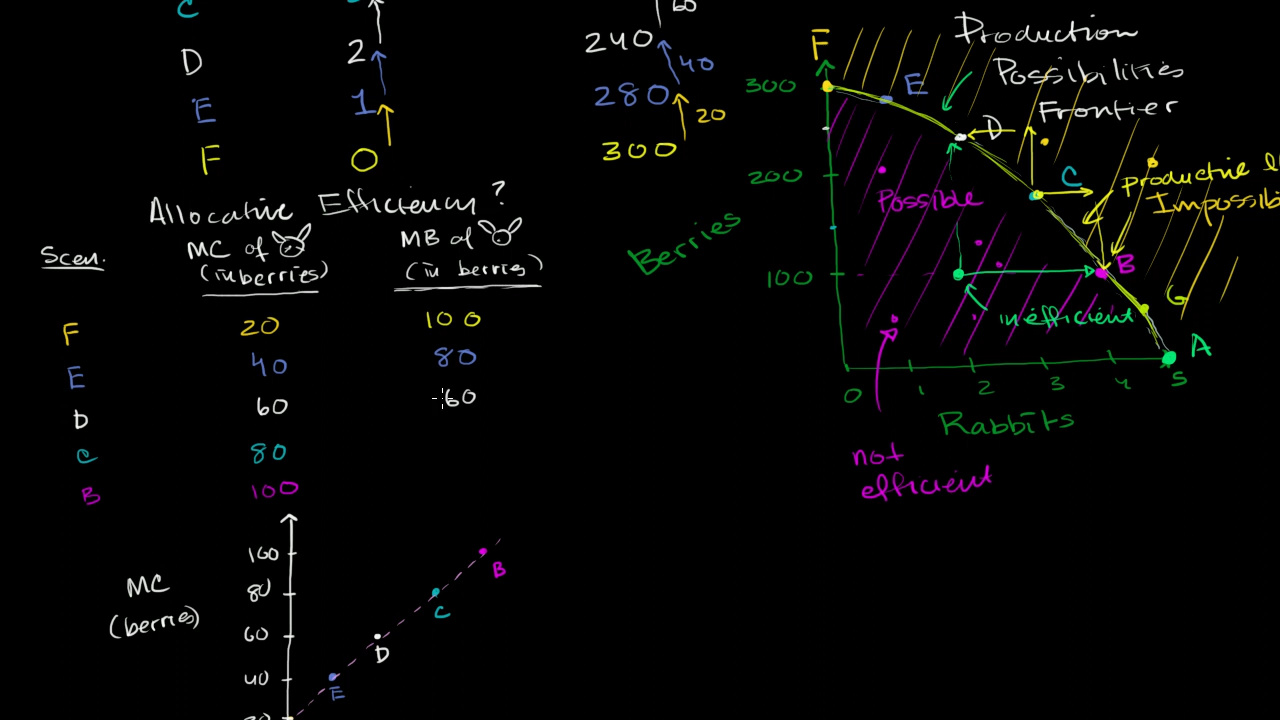 C
D 2 240 60
E 1 280 40
F 0 300 20
Allocative Efficiency?
Scen. MC of (in berries) MB of (in berries)
F 20 100
E 40 80
D 60 60
C 80
B 100
MC
(berries)
100
80
60
40
B
C
D
E
Production
Possibilities
Frontier
F
E
D
C
B
G
A
300
200
100
Berries
Possible
Impossib
inefficient
0 1 2 3 4 5
Rabbits
not
efficient